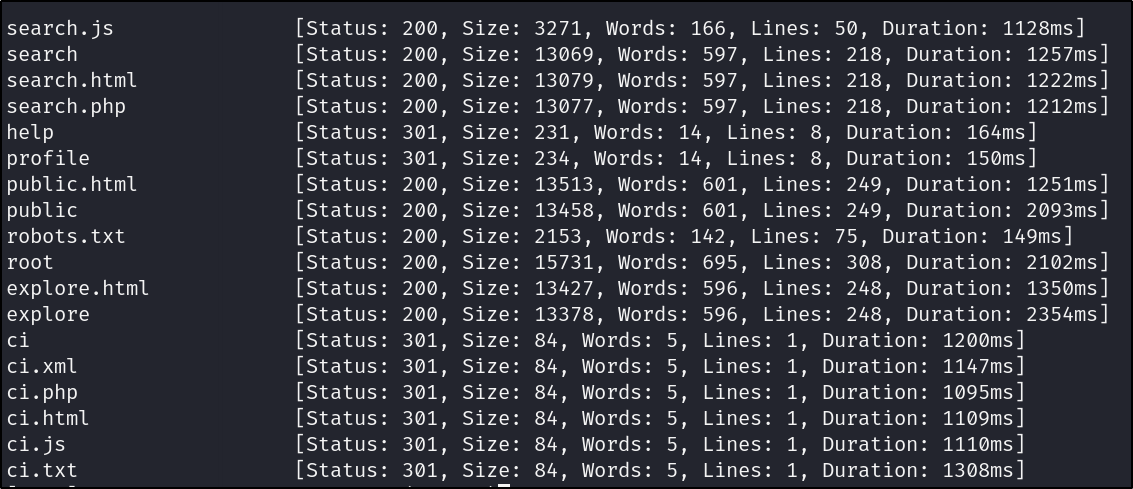 search.js [Status: 200, Size: 3271, Words: 166, Lines: 50, Duration: 1128ms]
search [Status: 200, Size: 13069, Words: 597, Lines: 218, Duration: 1257ms]
search.html [Status: 200, Size: 13079, Words: 597, Lines: 218, Duration: 1222ms]
search.php [Status: 200, Size: 13077, Words: 597, Lines: 218, Duration: 1212ms]
help [Status: 301, Size: 231, Words: 14, Lines: 8, Duration: 164ms]
profile [Status: 301, Size: 234, Words: 14, Lines: 8, Duration: 150ms]
public.html [Status: 200, Size: 13513, Words: 601, Lines: 249, Duration: 1251ms]
public [Status: 200, Size: 13458, Words: 601, Lines: 249, Duration: 2093ms]
robots.txt [Status: 200, Size: 2153, Words: 142, Lines: 75, Duration: 149ms]
root [Status: 200, Size: 15731, Words: 695, Lines: 308, Duration: 2102ms]
explore.html [Status: 200, Size: 13427, Words: 596, Lines: 248, Duration: 1350ms]
explore [Status: 200, Size: 13378, Words: 596, Lines: 248, Duration: 2354ms]
ci [Status: 301, Size: 84, Words: 5, Lines: 1, Duration: 1200ms]
ci.xml [Status: 301, Size: 84, Words: 5, Lines: 1, Duration: 1147ms]
ci.php [Status: 301, Size: 84, Words: 5, Lines: 1, Duration: 1095ms]
ci.html [Status: 301, Size: 84, Words: 5, Lines: 1, Duration: 1109ms]
ci.js [Status: 301, Size: 84, Words: 5, Lines: 1, Duration: 1110ms]
ci.txt [Status: 301, Size: 84, Words: 5, Lines: 1, Duration: 1308ms]